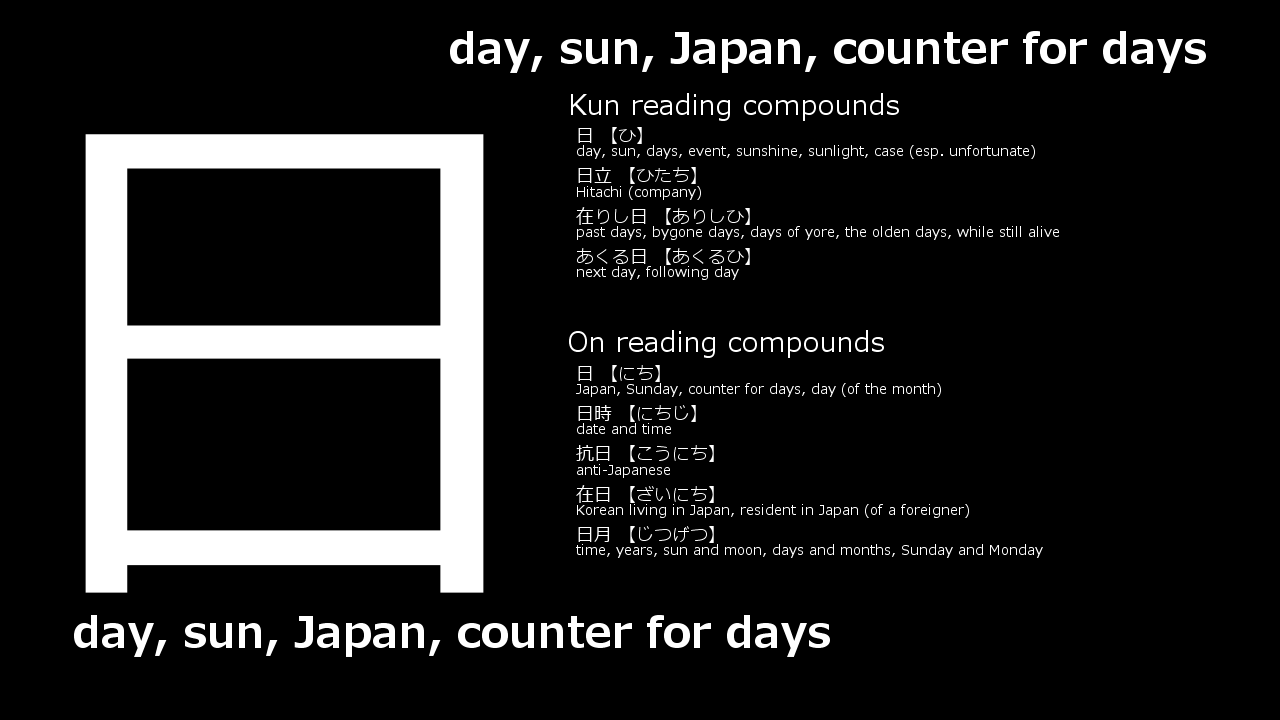 day, sun, Japan, counter for days
日
Kun reading compounds
日 【ひ】
day, sun, days, event, sunshine, sunlight, case (esp. unfortunate)
日立 【ひたち】
Hitachi (company)
在りし日 【ありしひ】
past days, bygone days, days of yore, the olden days, while still alive
あくる日 【あくるひ】
next day, following day
On reading compounds
日 【にち】
Japan, Sunday, counter for days, day (of the month)
日時 【にちじ】
date and time
抗日 【こうにち】
anti-Japanese
在日 【ざいにち】
Korean living in Japan, resident in Japan (of a foreigner)
日月 【じつげつ】
time, years, sun and moon, days and months, Sunday and Monday
day, sun, Japan, counter for days